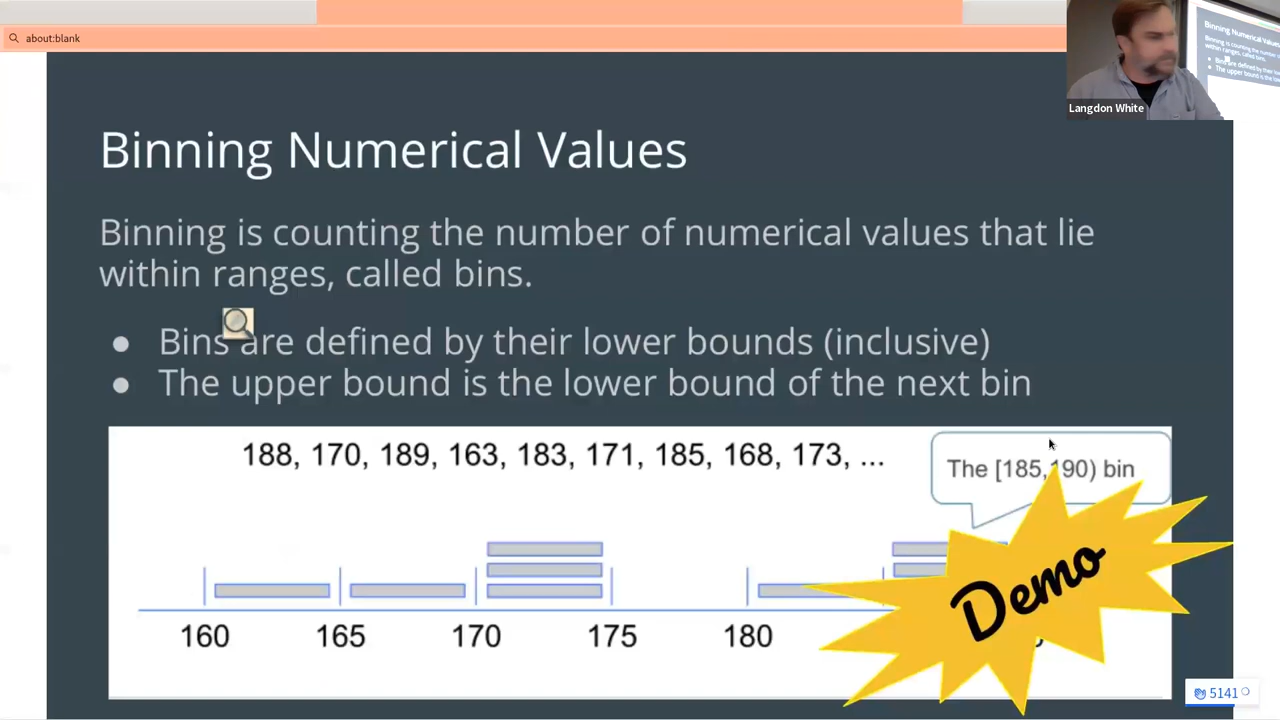 about:blank
Langdon White
Binning Numerical Values
Binning is counting the number of numerical values that lie
within ranges, called bins.
● Bins are defined by their lower bounds (inclusive)
● The upper bound is the lower bound of the next bin
188, 170, 189, 163, 183, 171, 185, 168, 173, ...
The [185,190) bin
Demo
160 165 170 175 180
5141